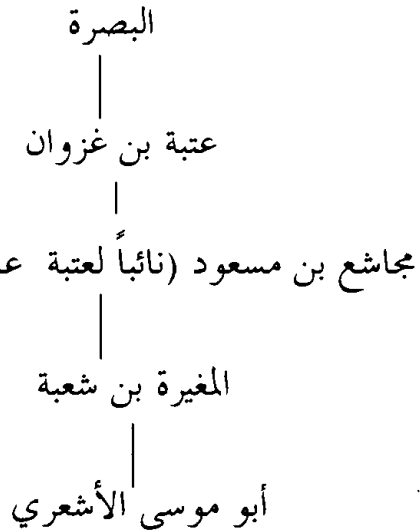 البصرة
عتبة بن غزوان
مجاشع بن مسعود (نائباً لعتبة
المغيرة بن شعبة
أبو موسى الأشعري